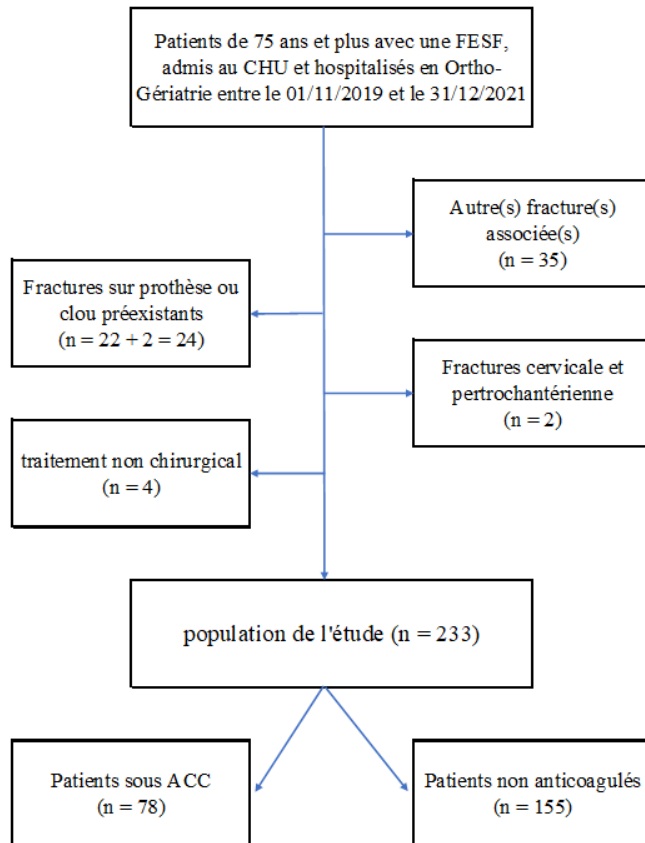 Patients de 75 ans et plus avec une FESF,
admis au CHU et hospitalisés en Ortho-
Gériatrie entre le 01/11/2019 et le 31/12/2021
Autre(s) fracture(s)
associée(s)
(n = 35)
Fractures sur prothèse ou
clou préexistants
(n = 22 + 2 = 24)
Fractures cervicale et
pertrochantérienne
(n = 2)
traitement non chirurgical
(n = 4)
population de l'étude (n = 233)
Patients sous ACC
(n = 78)
Patients non anticoagulés
(n = 155)